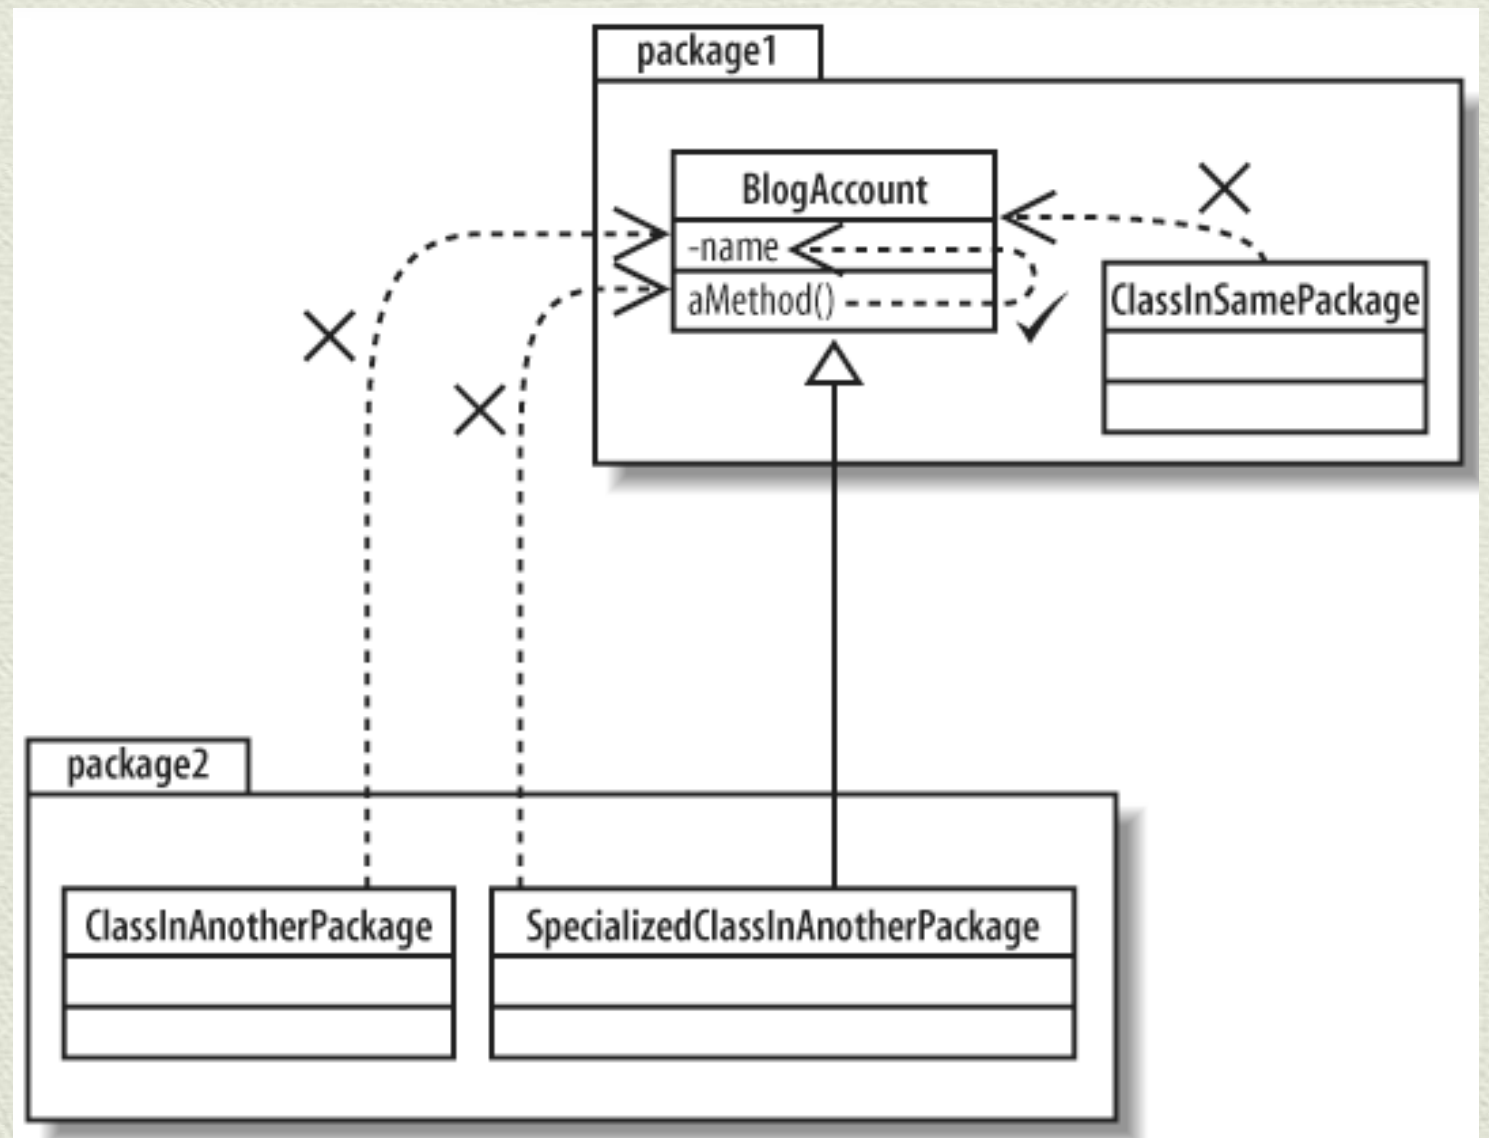 package1
BlogAccount
-name
aMethod()
ClassInSamePackage
package2
ClassInAnotherPackage
SpecializedClassInAnotherPackage